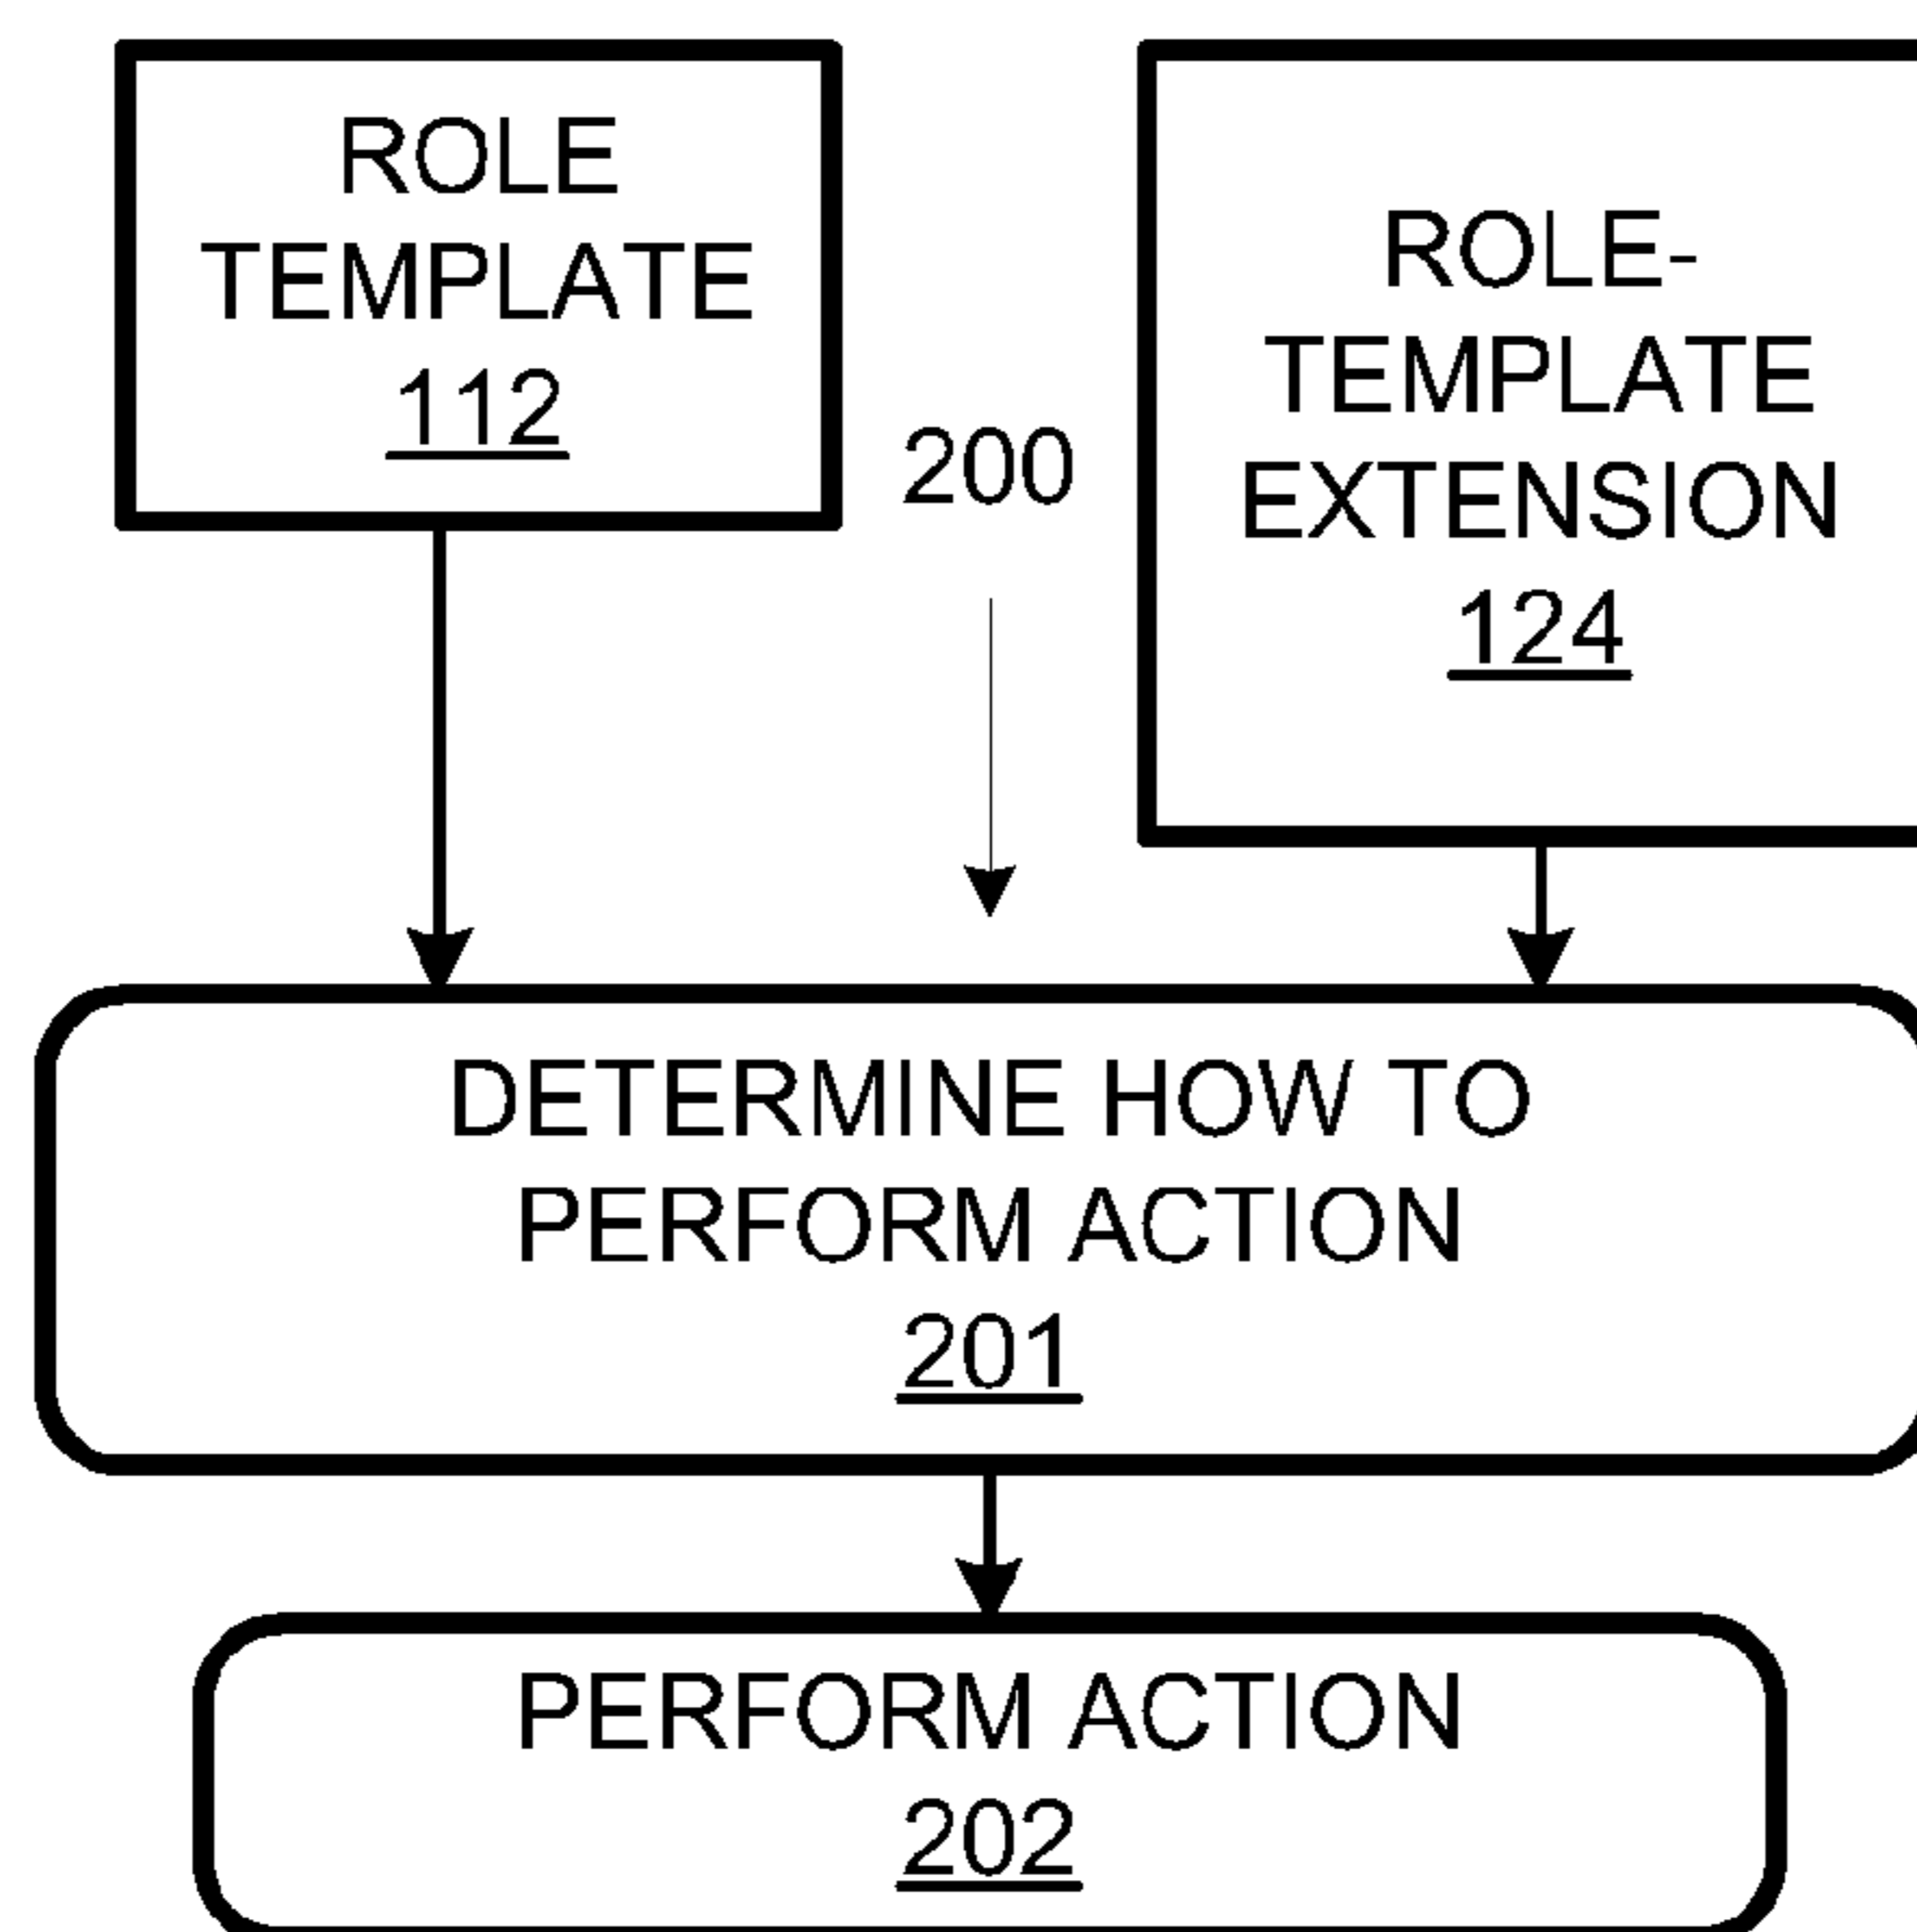 ROLE
TEMPLATE
112
200
ROLE-
TEMPLATE
EXTENSION
124
DETERMINE HOW TO
PERFORM ACTION
201
PERFORM ACTION
202